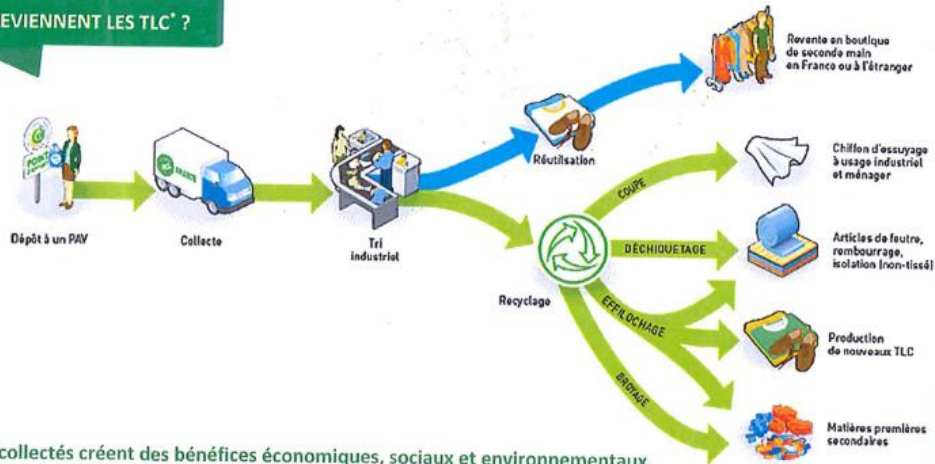 EVIENNENT LES TLC* ?
Revente en boutique
de seconde main
en France ou à l'étranger
POINT
Réutilsation
Chiffon d'essuyage
à usage industriel
et ménager
COUPE
Dépôt à un PAV
Collecte
Tri
industriel
DÉCHIQUETAGE
Articles de feutre,
rembourrage,
isolation (non-tissé)
Recyclage
EFFILOCHAGE
Production
de nouveaux TLC
BROYAGE
Matières premières
secondaires
collectés créent des bénéfices économiques, sociaux et environnementaux